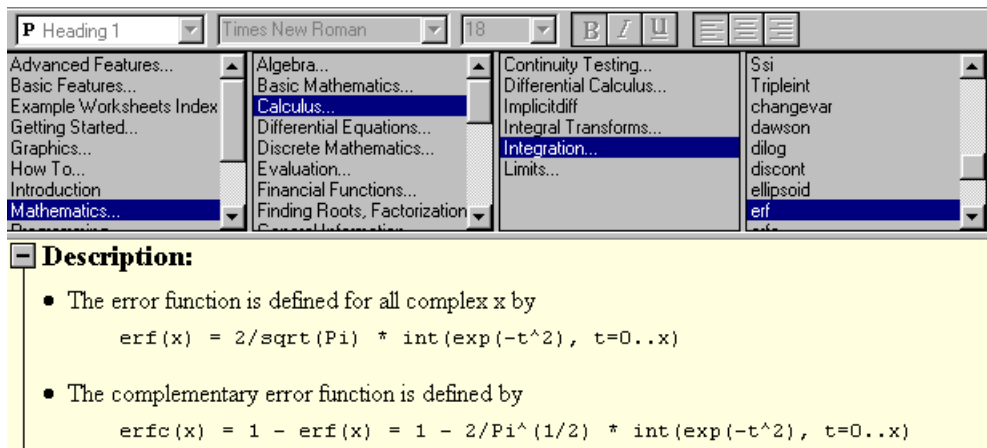 P Heading 1 Times New Roman 18 B I U
Advanced Features...
Basic Features...
Example Worksheets Index
Getting Started...
Graphics...
How To...
Introduction
Mathematics...
Programming
Algebra...
Basic Mathematics...
Calculus...
Differential Equations...
Discrete Mathematics...
Evaluation...
Financial Functions...
Finding Roots, Factorization
General Information
Continuity Testing...
Differential Calculus...
Implicitdiff
Integral Transforms...
Integration...
Limits...
Ssi
Tripleint
changevar
dawson
dilog
discont
ellipsoid
erf
erfc
Description:
• The error function is defined for all complex x by
erf(x) = 2/sqrt(Pi) * int(exp(-t^2), t=0..x)
• The complementary error function is defined by
erfc(x) = 1 - erf(x) = 1 - 2/Pi^(1/2) * int(exp(-t^2), t=0..x)